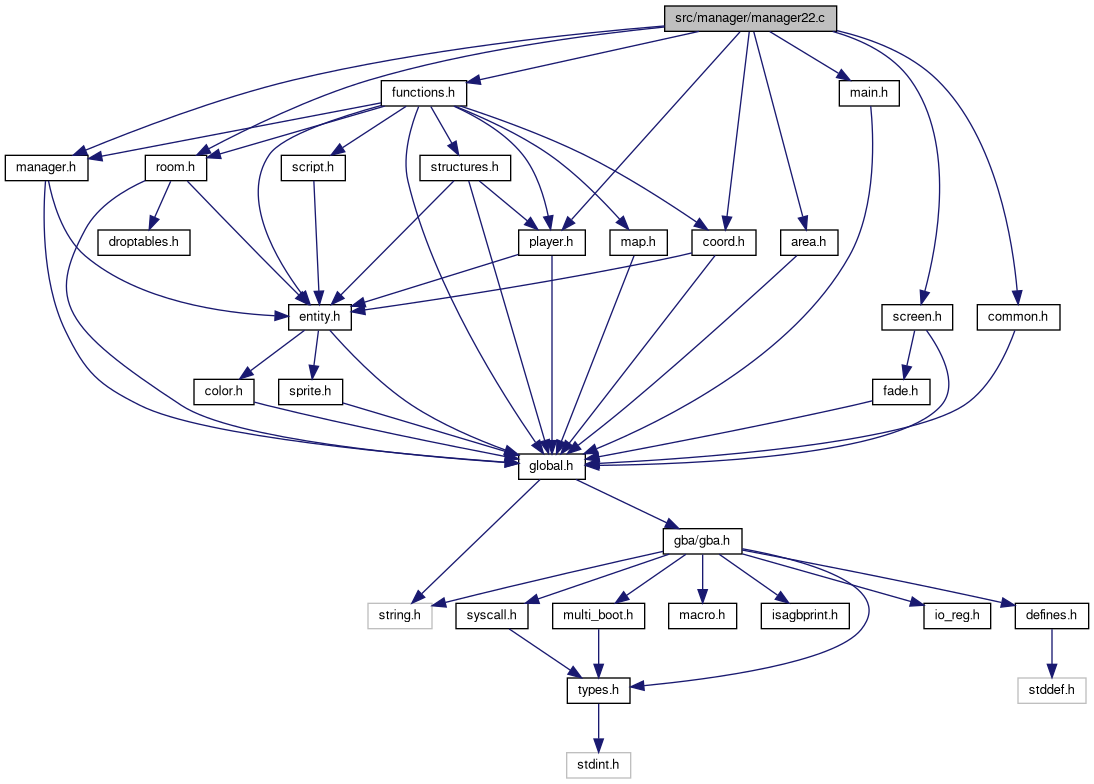 src/manager/manager22.c
functions.h
main.h
manager.h
room.h
script.h
structures.h
droptables.h
player.h
map.h
coord.h
area.h
entity.h
screen.h
common.h
color.h
sprite.h
fade.h
global.h
gba/gba.h
string.h
syscall.h
multi_boot.h
macro.h
isagbprint.h
io_reg.h
defines.h
types.h
stddef.h
stdint.h